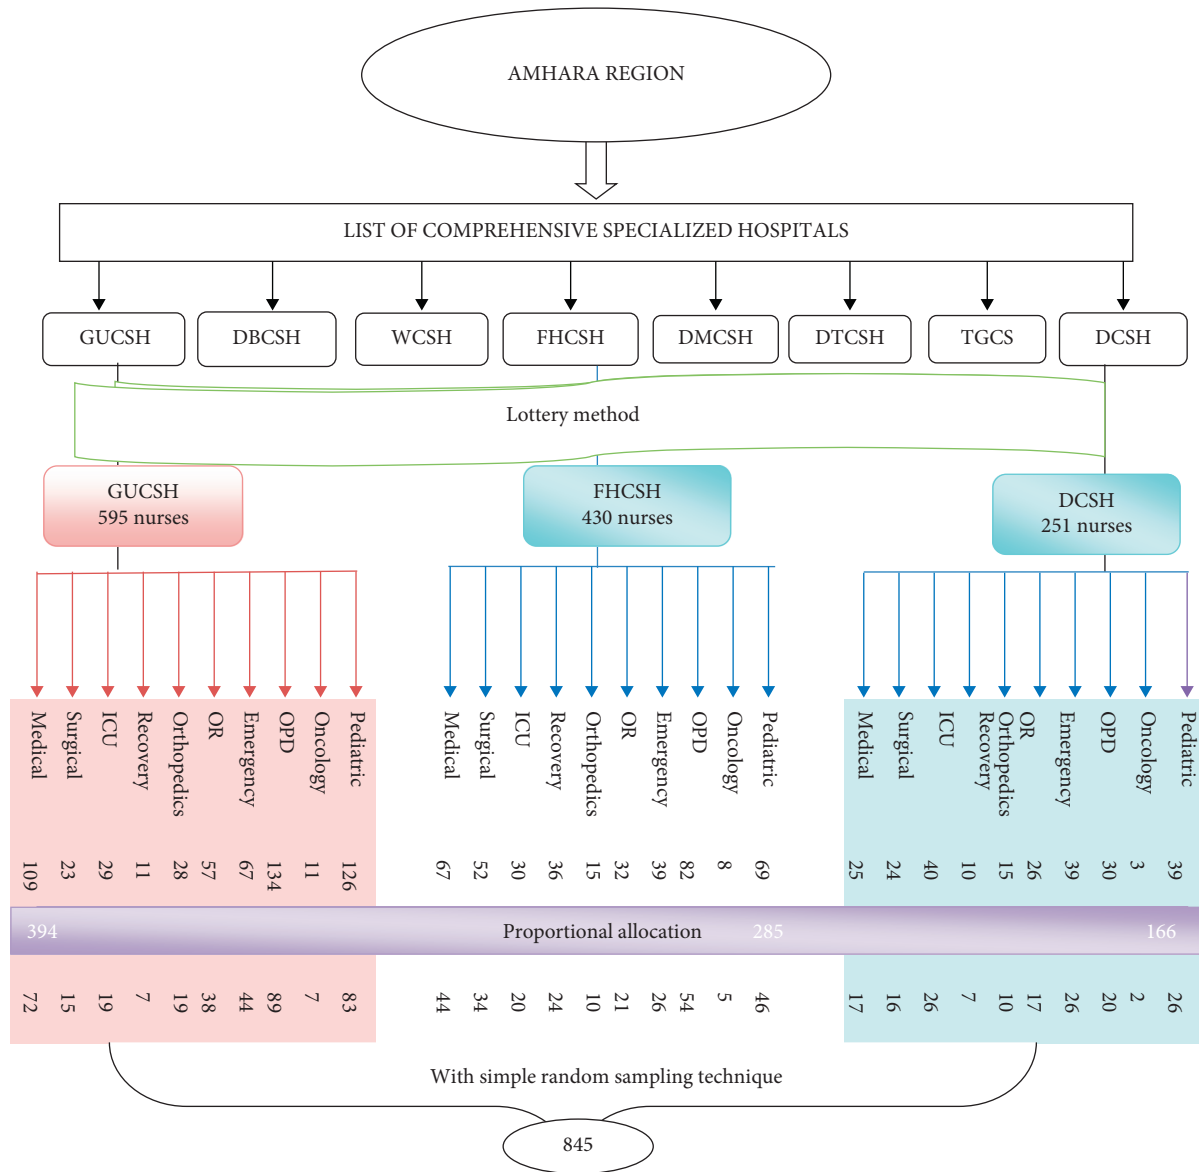 AMHARA REGION
LIST OF COMPREHENSIVE SPECIALIZED HOSPITALS
GUCSH DBCSH WCSH FHCSH DMCSH DTCSH TGCS DCSH
Lottery method
GUCSH FHCSH DCSH
595 nurses 430 nurses 251 nurses
Medical Surgical ICU Recovery Orthopedics OR Emergency OPD Oncology Pediatric Medical Surgical ICU Recovery Orthopedics OR Emergency OPD Oncology Pediatric Medical Surgical ICU Recovery Orthopedics OR Emergency OPD Oncology Pediatric
109 23 29 11 28 57 67 134 11 126 67 52 30 36 15 32 39 82 8 69 25 24 40 10 15 26 39 30 3 39
394 Proportional allocation 285 166
72 15 19 7 19 38 44 89 7 83 44 34 20 24 10 21 26 54 5 46 17 16 26 7 10 17 26 20 2 26
With simple random sampling technique
845